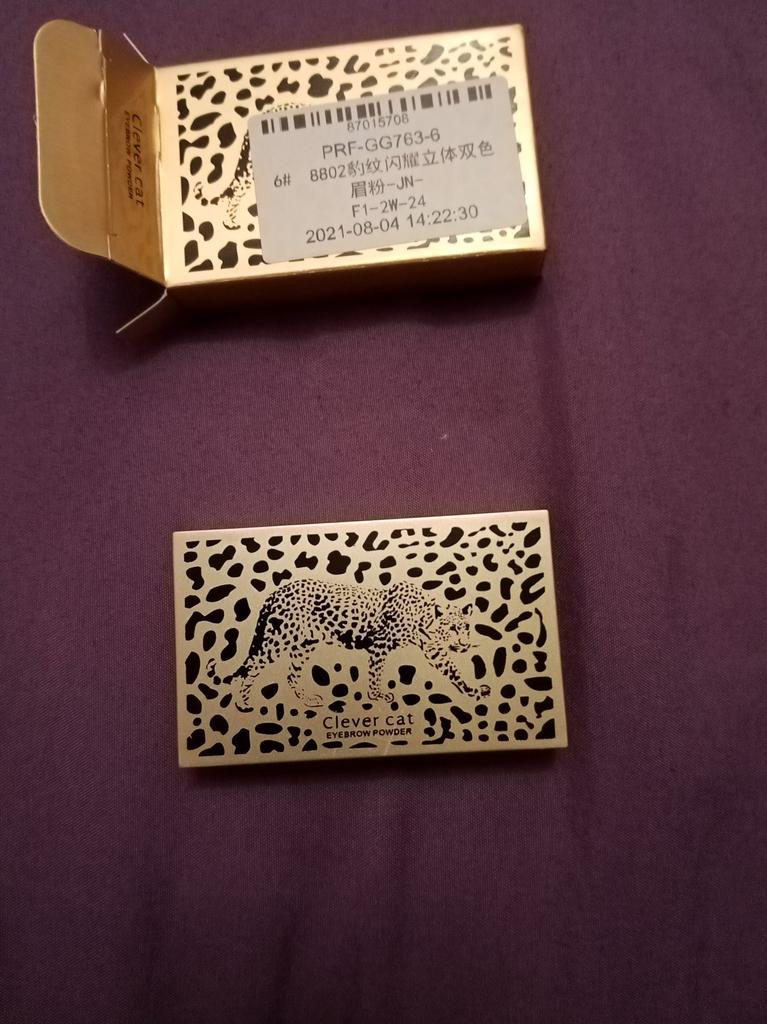 Clever cat
EYEBROW POWDER
87015708
PRF-GG763-6
6# 8802豹纹闪耀立体双色
眉粉-JN-
F1-2W-24
2021-08-04 14:22:30
Clever cat
EYEBROW POWDER